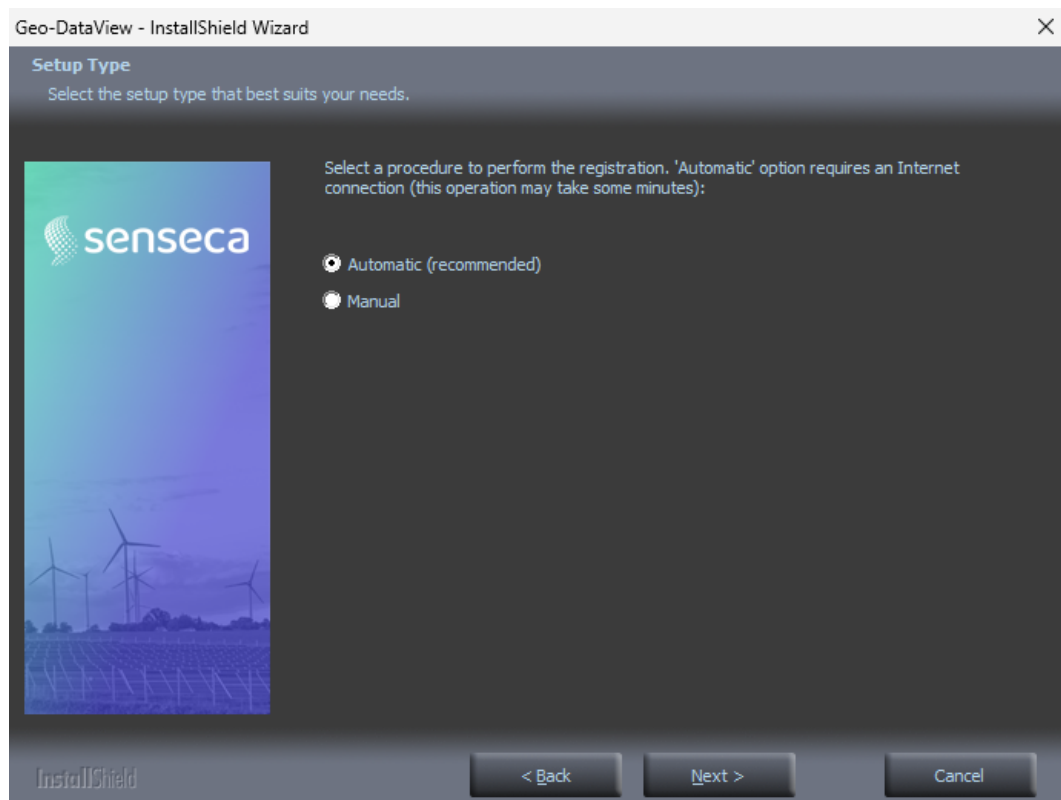 Geo-DataView - InstallShield Wizard
Setup Type
Select the setup type that best suits your needs.
Select a procedure to perform the registration. 'Automatic' option requires an Internet
connection (this operation may take some minutes):
senseca
Automatic (recommended)
Manual
InstallShield
< Back
Next >
Cancel